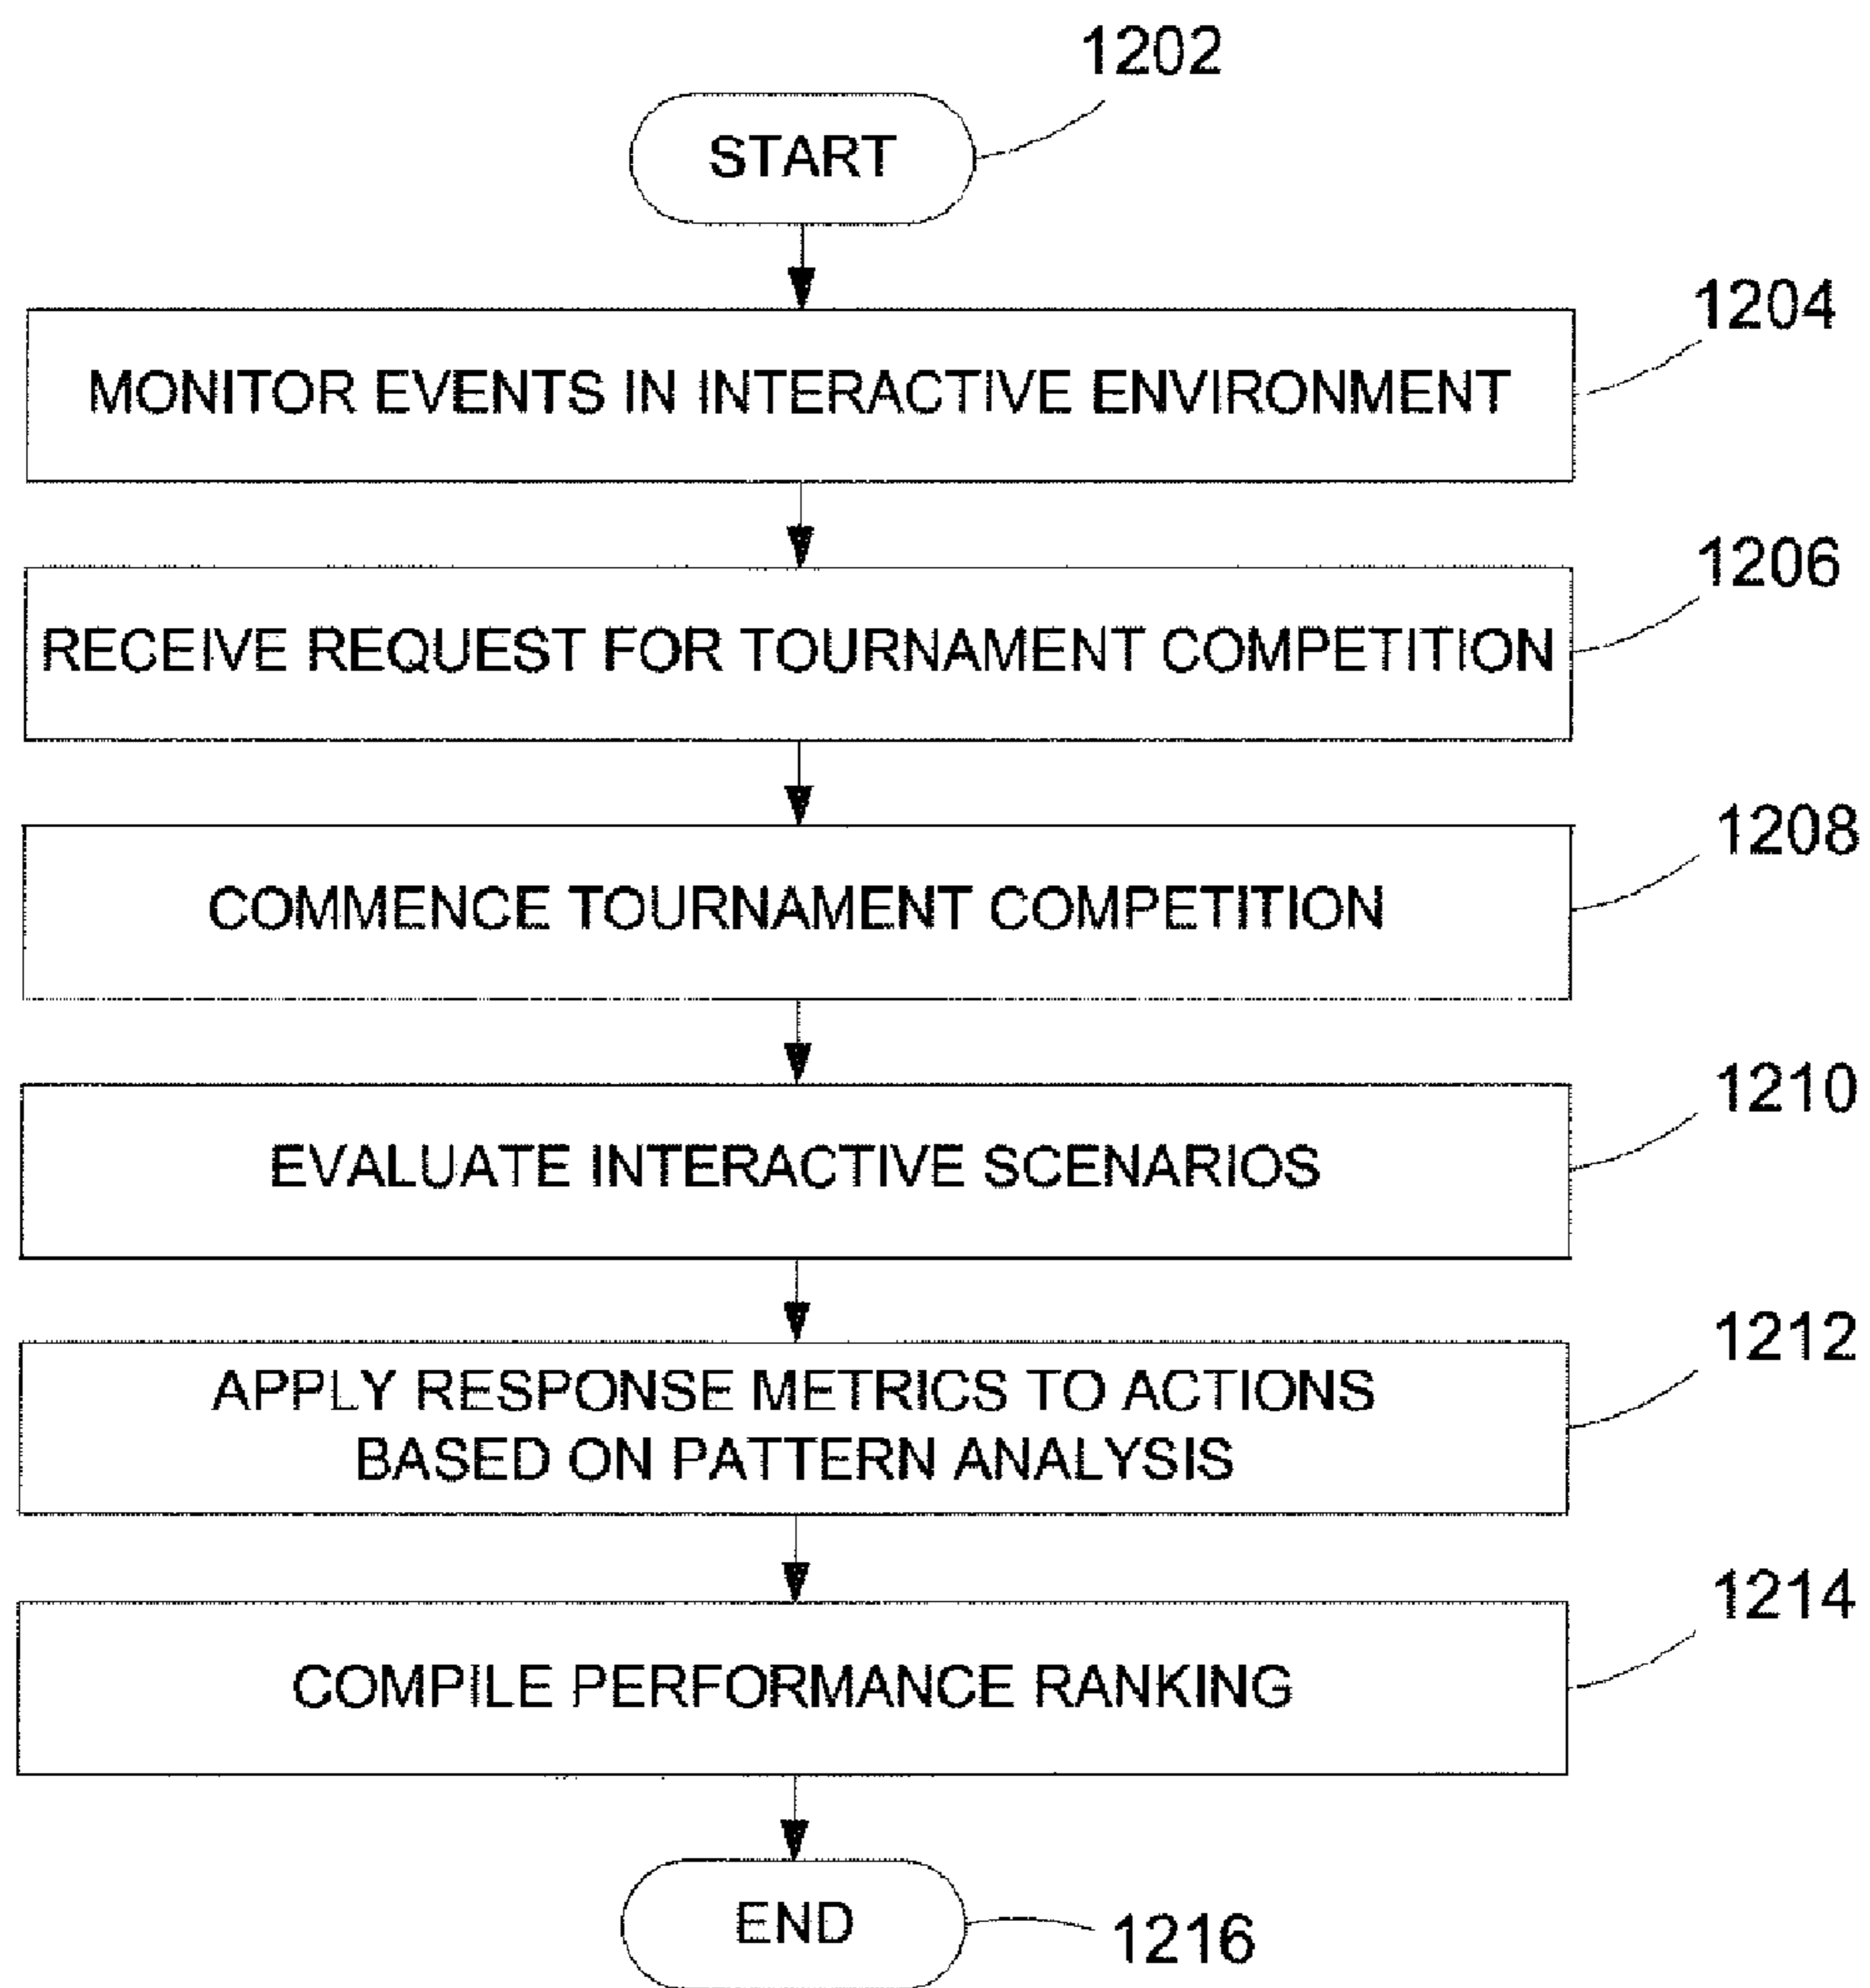 1202
START
1204
MONITOR EVENTS IN INTERACTIVE ENVIRONMENT
1206
RECEIVE REQUEST FOR TOURNAMENT COMPETITION
1208
COMMENCE TOURNAMENT COMPETITION
1210
EVALUATE INTERACTIVE SCENARIOS
1212
APPLY RESPONSE METRICS TO ACTIONS
BASED ON PATTERN ANALYSIS
1214
COMPILE PERFORMANCE RANKING
END
1216